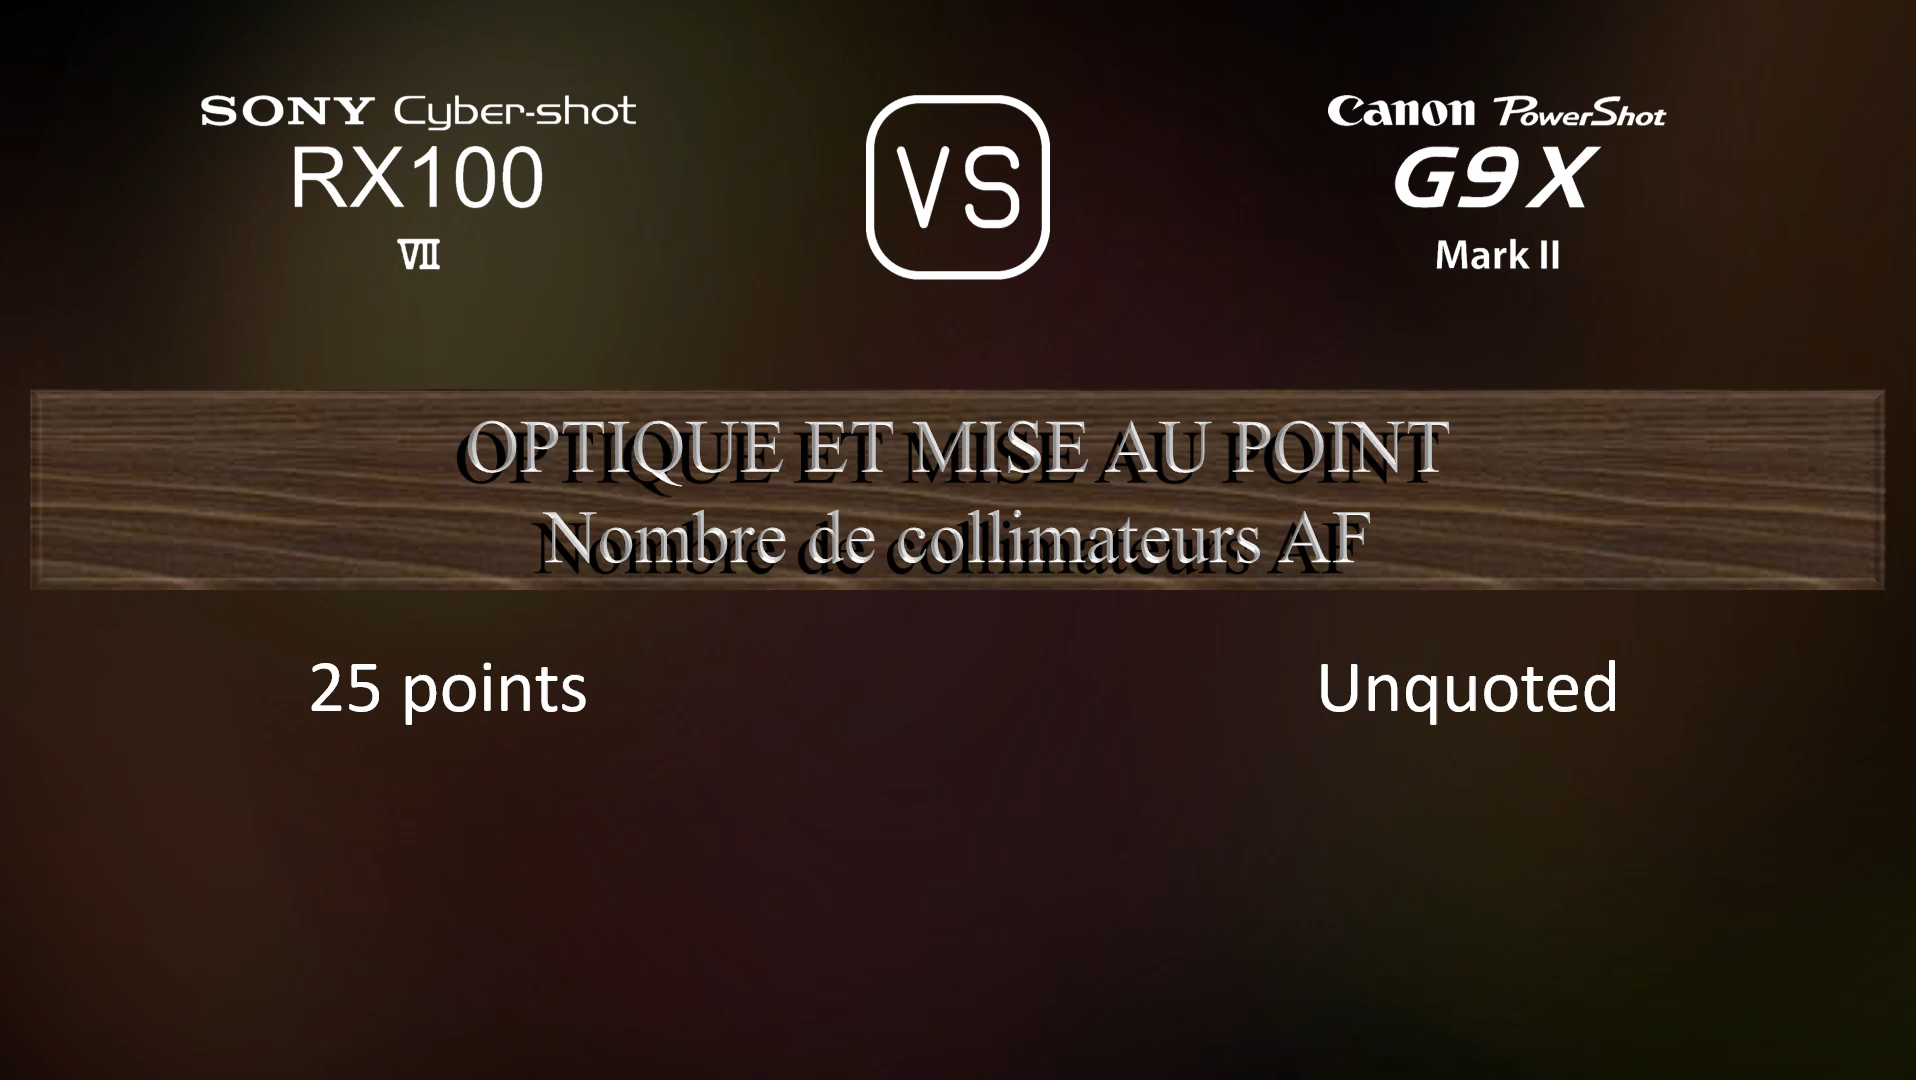 SONY Cyber-shot
RX100
VII
VS
Canon PowerShot
G9 X
Mark II
OPTIQUE ET MISE AU POINT
Nombre de collimateurs AF
25 points
Unquoted